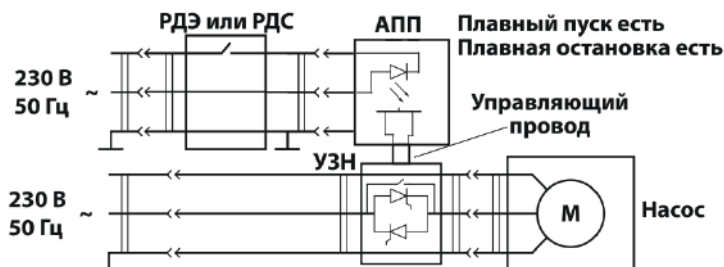 РДЭ или РДС
АПП
Плавный пуск есть
Плавная остановка есть
230 В
50 Гц
~
Управляющий
провод
УЗН
230 В
50 Гц
~
М
Насос